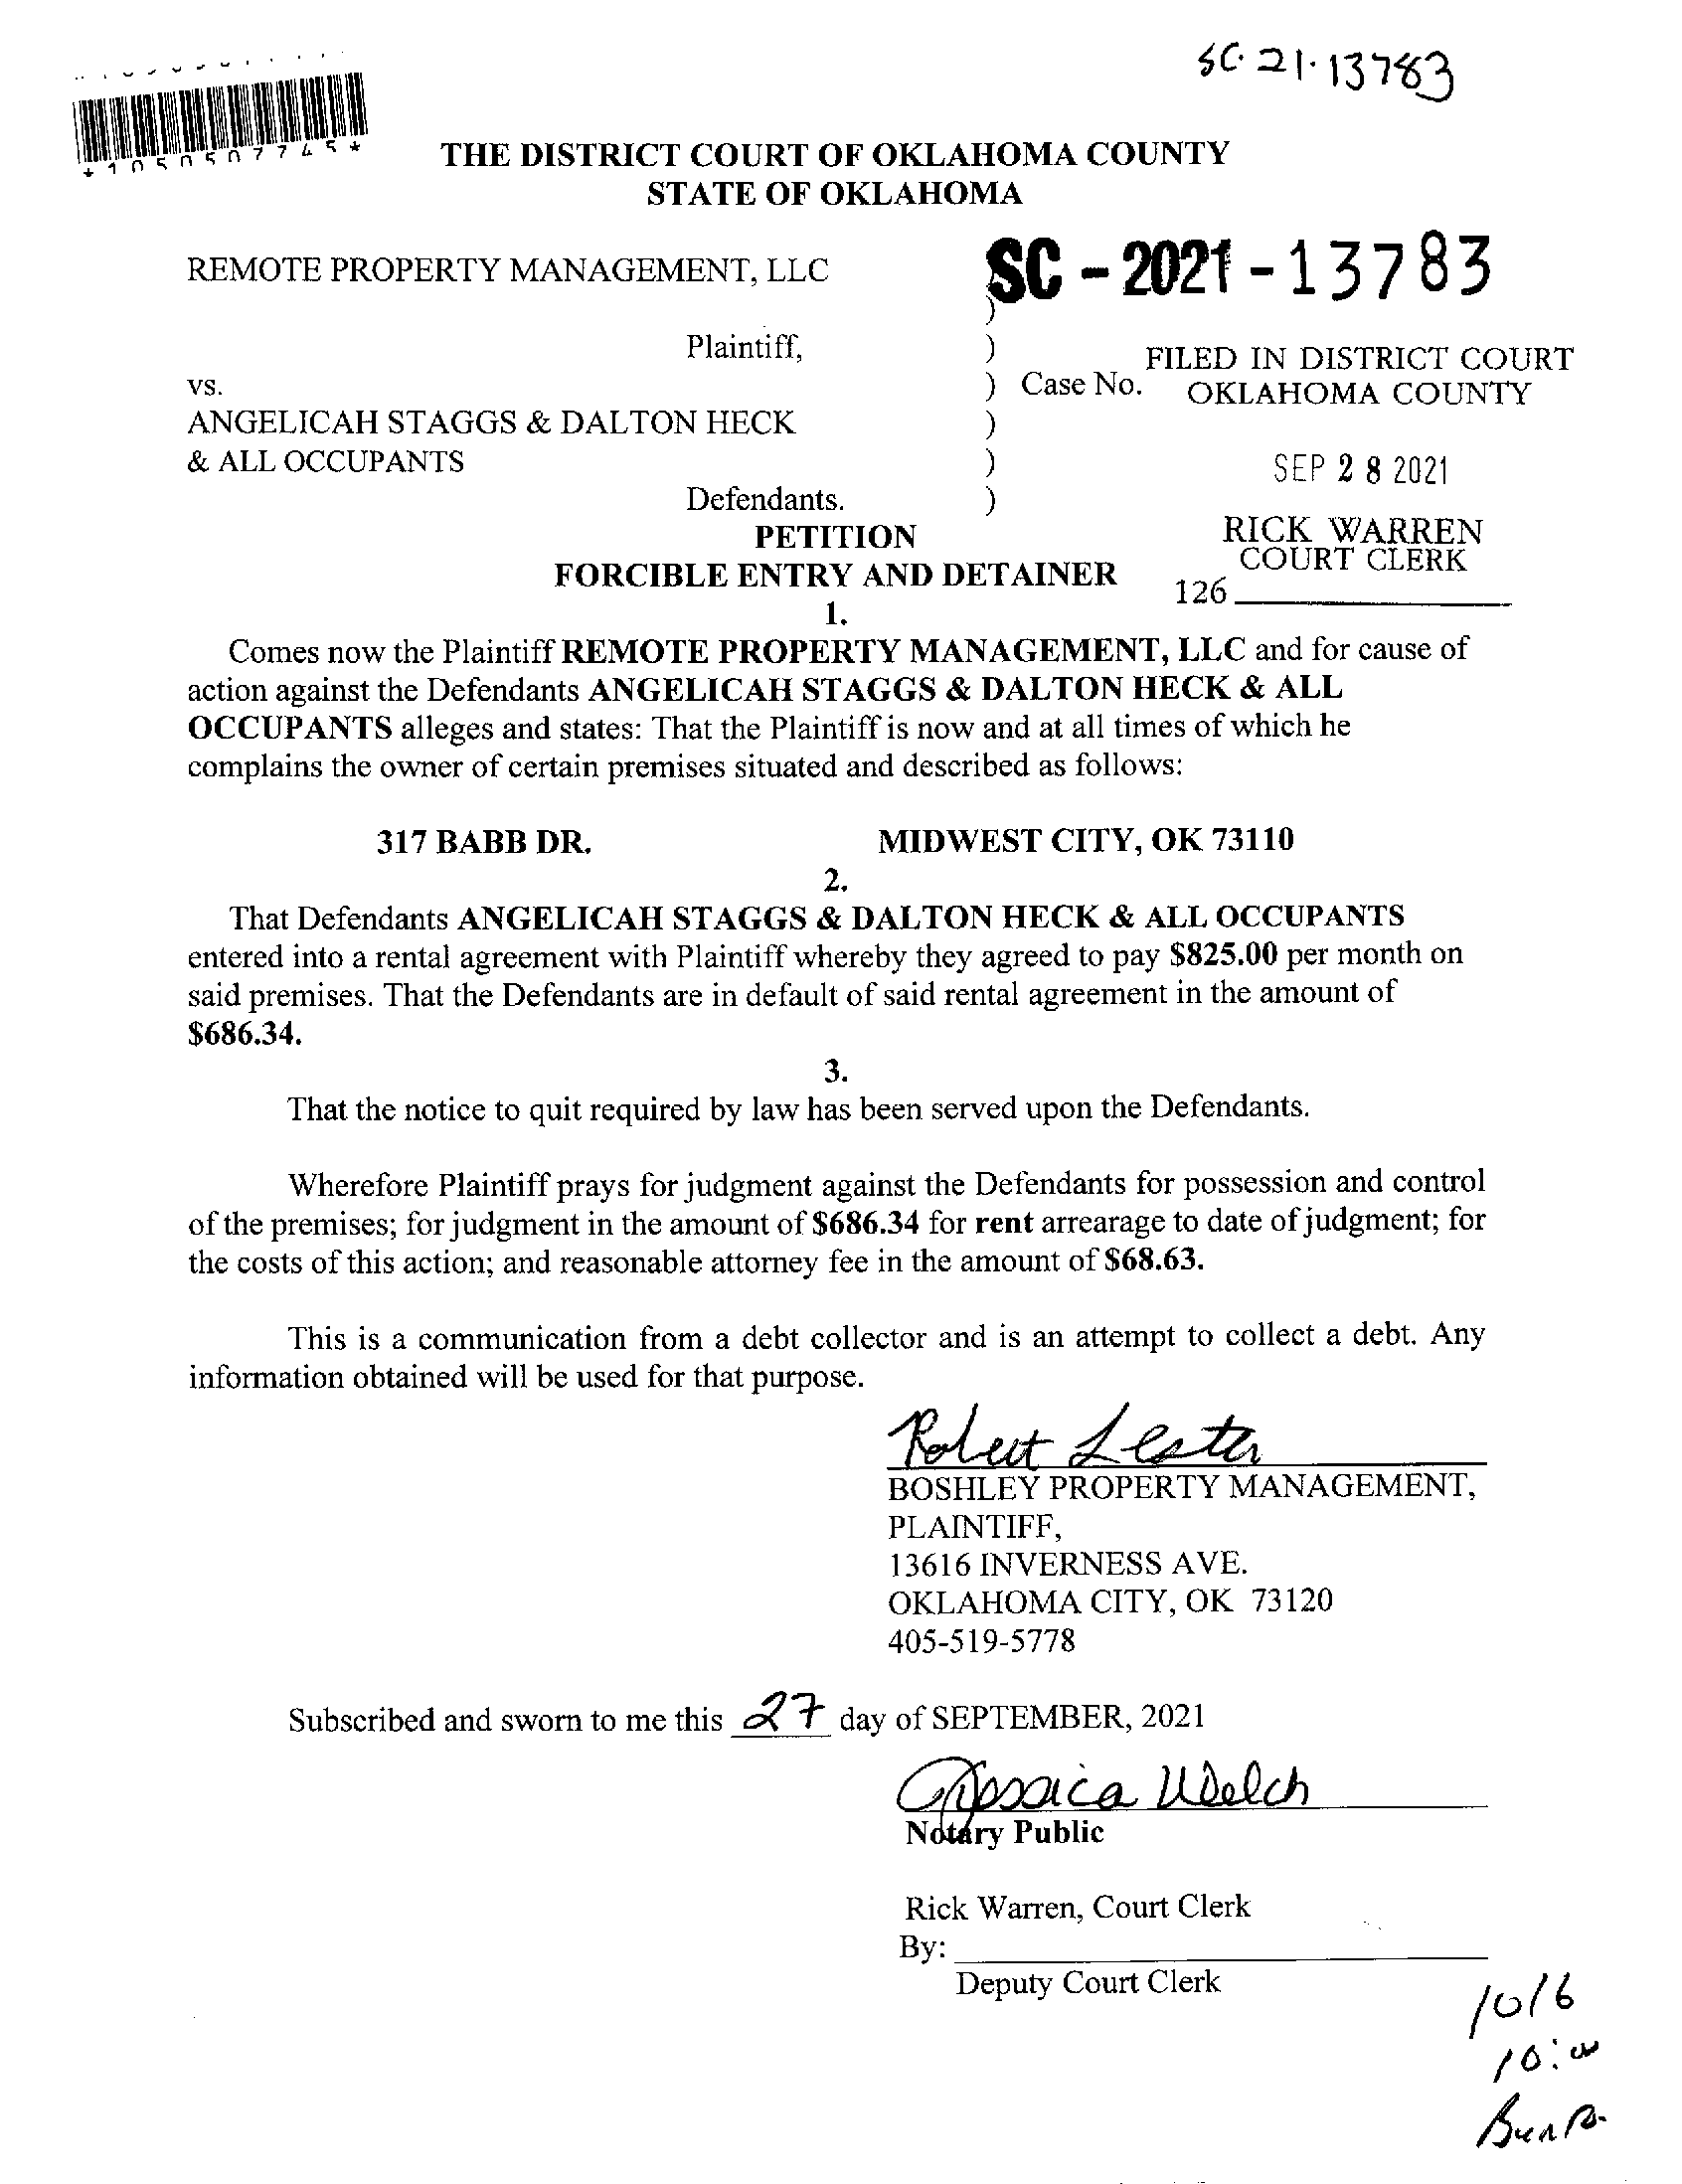 SC. 21. 13783
*1050507745*
THE DISTRICT COURT OF OKLAHOMA COUNTY
STATE OF OKLAHOMA
REMOTE PROPERTY MANAGEMENT, LLC
SC - 2021 - 13783
)
Plaintiff, )
FILED IN DISTRICT COURT
vs. ) Case No.
OKLAHOMA COUNTY
ANGELICAH STAGGS & DALTON HECK )
& ALL OCCUPANTS )
SEP 28 2021
Defendants. )
PETITION
RICK WARREN
COURT CLERK
FORCIBLE ENTRY AND DETAINER
126
1.
Comes now the Plaintiff REMOTE PROPERTY MANAGEMENT, LLC and for cause of
action against the Defendants ANGELICAH STAGGS & DALTON HECK & ALL
OCCUPANTS alleges and states: That the Plaintiff is now and at all times of which he
complains the owner of certain premises situated and described as follows:
317 BABB DR. MIDWEST CITY, OK 73110
2.
That Defendants ANGELICAH STAGGS & DALTON HECK & ALL OCCUPANTS
entered into a rental agreement with Plaintiff whereby they agreed to pay $825.00 per month on
said premises. That the Defendants are in default of said rental agreement in the amount of
$686.34.
3.
That the notice to quit required by law has been served upon the Defendants.
Wherefore Plaintiff prays for judgment against the Defendants for possession and control
of the premises; for judgment in the amount of $686.34 for rent arrearage to date of judgment; for
the costs of this action; and reasonable attorney fee in the amount of $68.63.
This is a communication from a debt collector and is an attempt to collect a debt. Any
information obtained will be used for that purpose.
Robert Lester
BOSHLEY PROPERTY MANAGEMENT,
PLAINTIFF,
13616 INVERNESS AVE.
OKLAHOMA CITY, OK 73120
405-519-5778
Subscribed and sworn to me this 27 day of SEPTEMBER, 2021
Jessica Welch
Notary Public
Rick Warren, Court Clerk
By:
Deputy Court Clerk
10/6
10:00